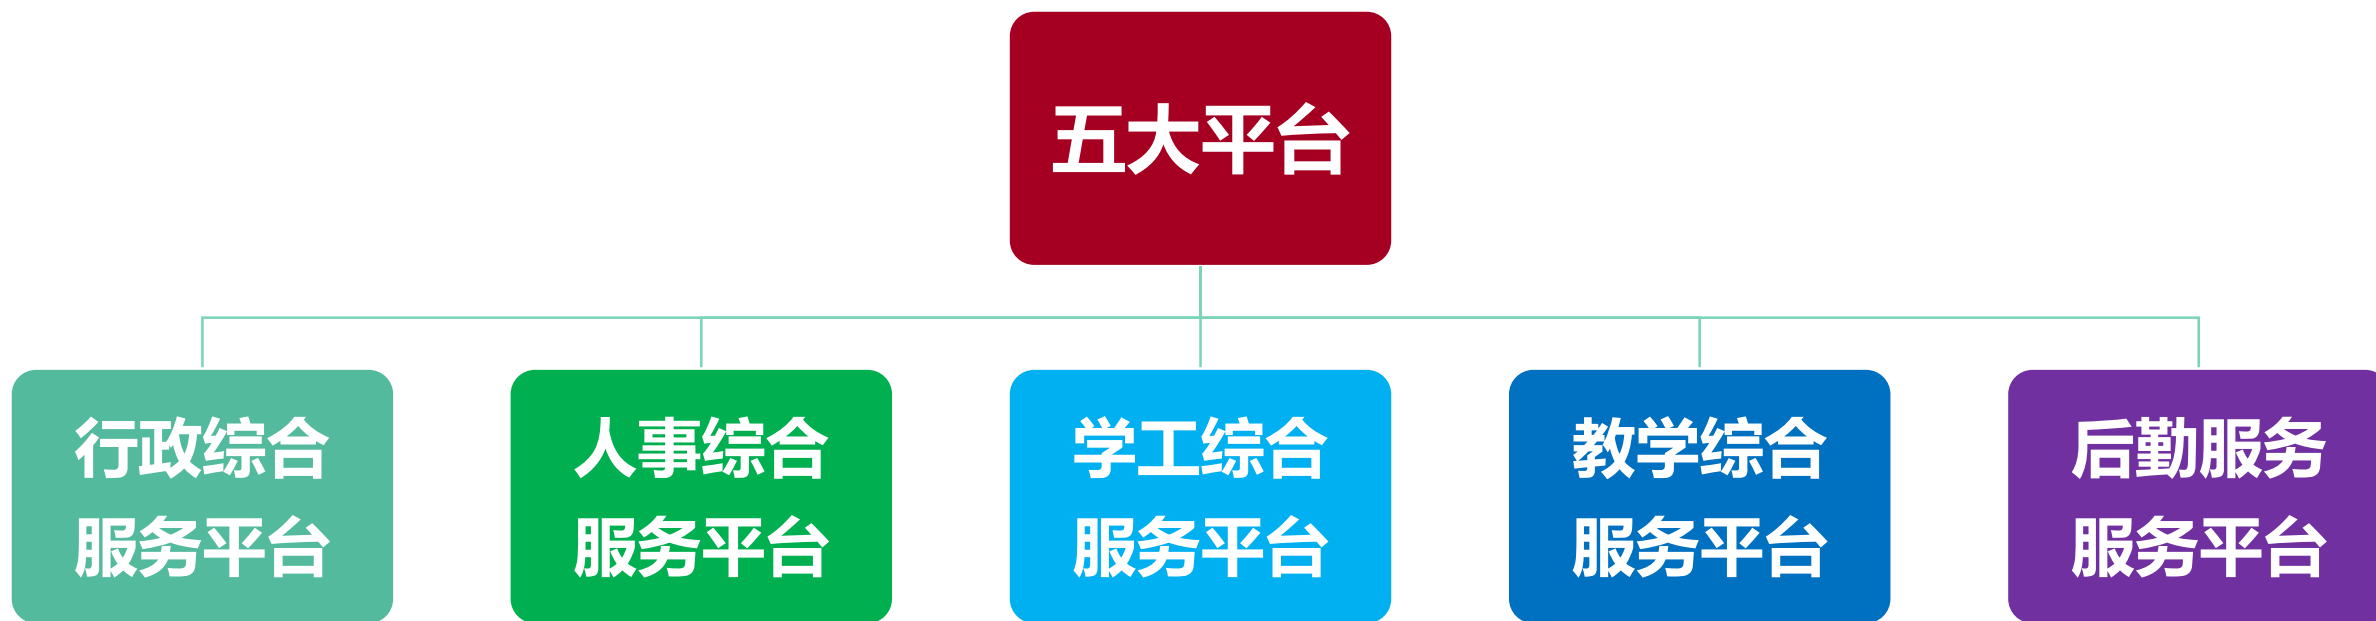 五大平台
行政综合
服务平台
人事综合
服务平台
学工综合
服务平台
教学综合
服务平台
后勤服务
服务平台